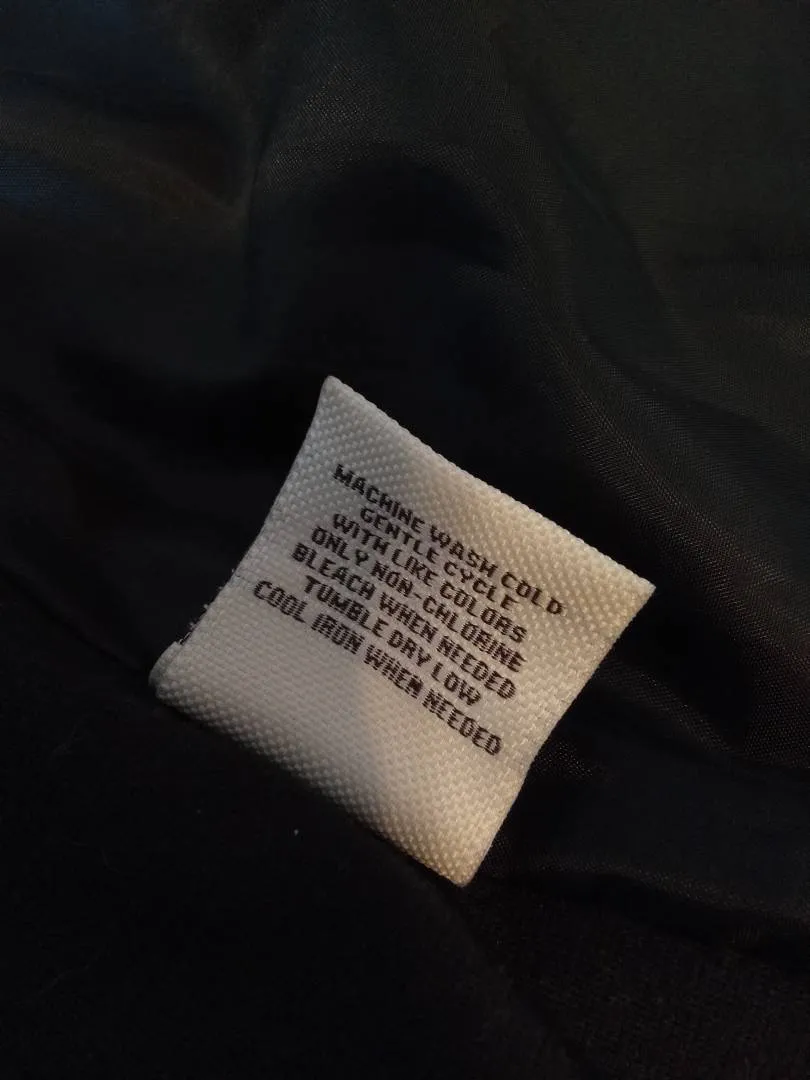 MACHINE WASH COLD
GENTLE CYCLE
WITH LIKE COLORS
ONLY NON-CHLORINE
BLEACH WHEN NEEDED
TUMBLE DRY LOW
COOL IRON WHEN NEEDED